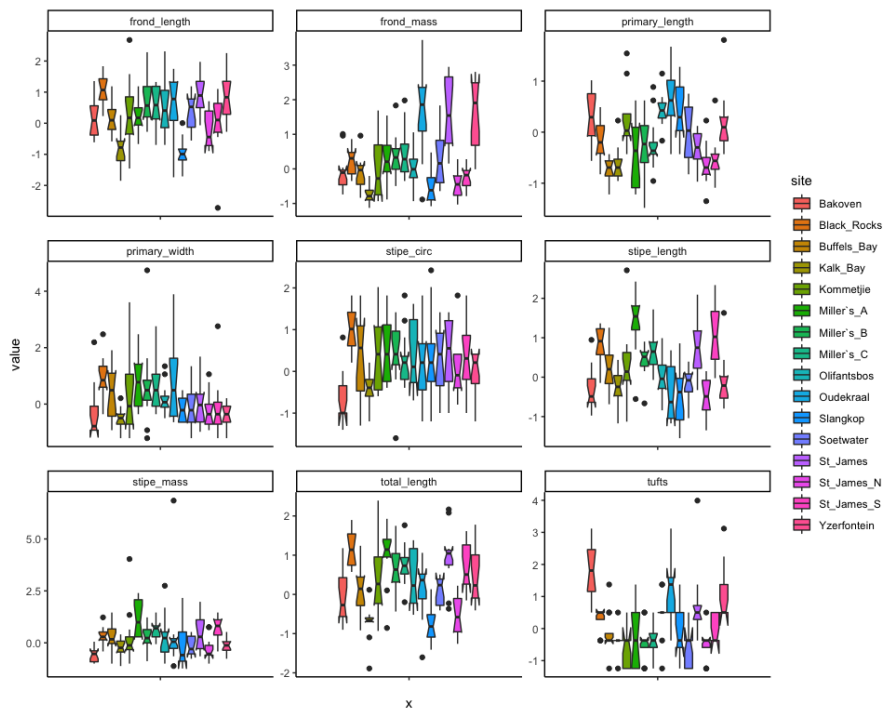 frond_length frond_mass primary_length
2
1
0
-1
-2
3
2
1
0
-1
1
0
-1
primary_width stipe_circ stipe_length
4
2
0
2
1
0
-1
2
1
0
-1
stipe_mass total_length tufts
5.0
2.5
0.0
2
1
0
-1
-2
4
3
2
1
0
-1
value
x
site
Bakoven
Black_Rocks
Buffels_Bay
Kalk_Bay
Kommetjie
Miller`s_A
Miller`s_B
Miller`s_C
Olifantsbos
Oudekraal
Slangkop
Soetwater
St_James
St_James_N
St_James_S
Yzerfontein